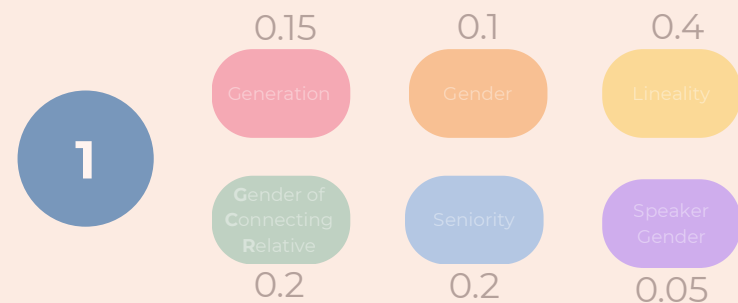 0.15
0.1
0.4
Generation
Gender
Lineality
1
Gender of
Connecting
Relative
Seniority
Speaker
Gender
0.2
0.2
0.05